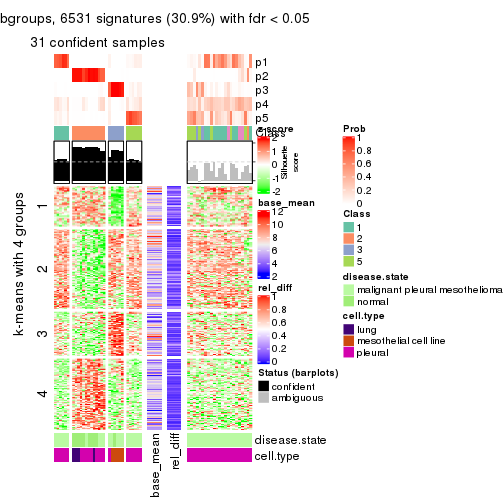 bgroups, 6531 signatures (30.9%) with fdr < 0.05
31 confident samples
p1
p2
p3
p4
p5
Class
Silhouette score
k-means with 4 groups
1
2
3
4
base_mean
rel_diff
disease.state
cell.type
z-score
2
1
0
-1
-2
base_mean
12
10
8
6
4
2
rel_diff
1
0.8
0.6
0.4
0.2
0
Status (barplots)
confident
ambiguous
Prob
1
0.8
0.6
0.4
0.2
0
Class
1
2
3
5
disease.state
malignant pleural mesothelioma
normal
cell.type
lung
mesothelial cell line
pleural